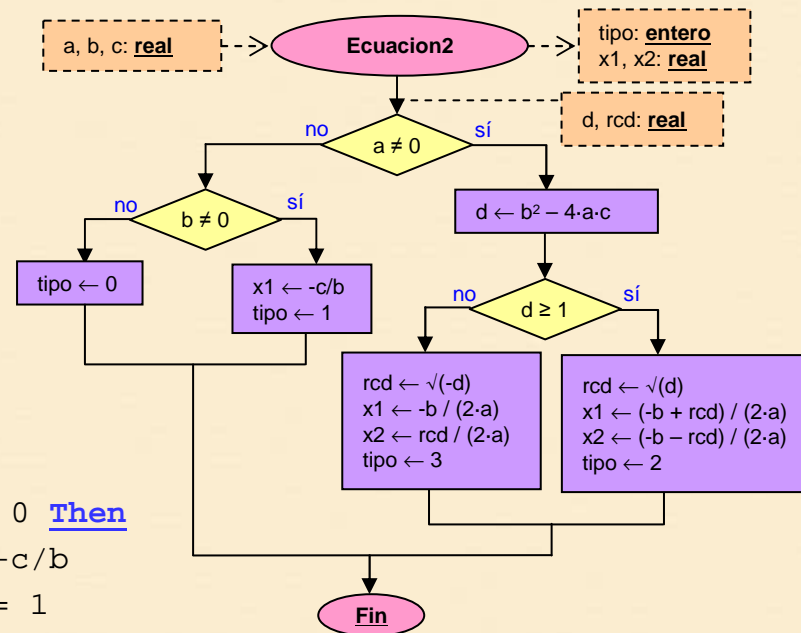 a, b, c: real
Ecuacion2
tipo: entero
x1, x2: real
d, rcd: real
no
a ≠ 0
sí
no
b ≠ 0
sí
d ← b² – 4·a·c
tipo ← 0
x1 ← -c/b
tipo ← 1
no
d ≥ 1
sí
rcd ← √(-d)
x1 ← -b / (2·a)
x2 ← rcd / (2·a)
tipo ← 3
rcd ← √(d)
x1 ← (-b + rcd) / (2·a)
x2 ← (-b – rcd) / (2·a)
tipo ← 2
0 Then
-c/b
= 1
Fin